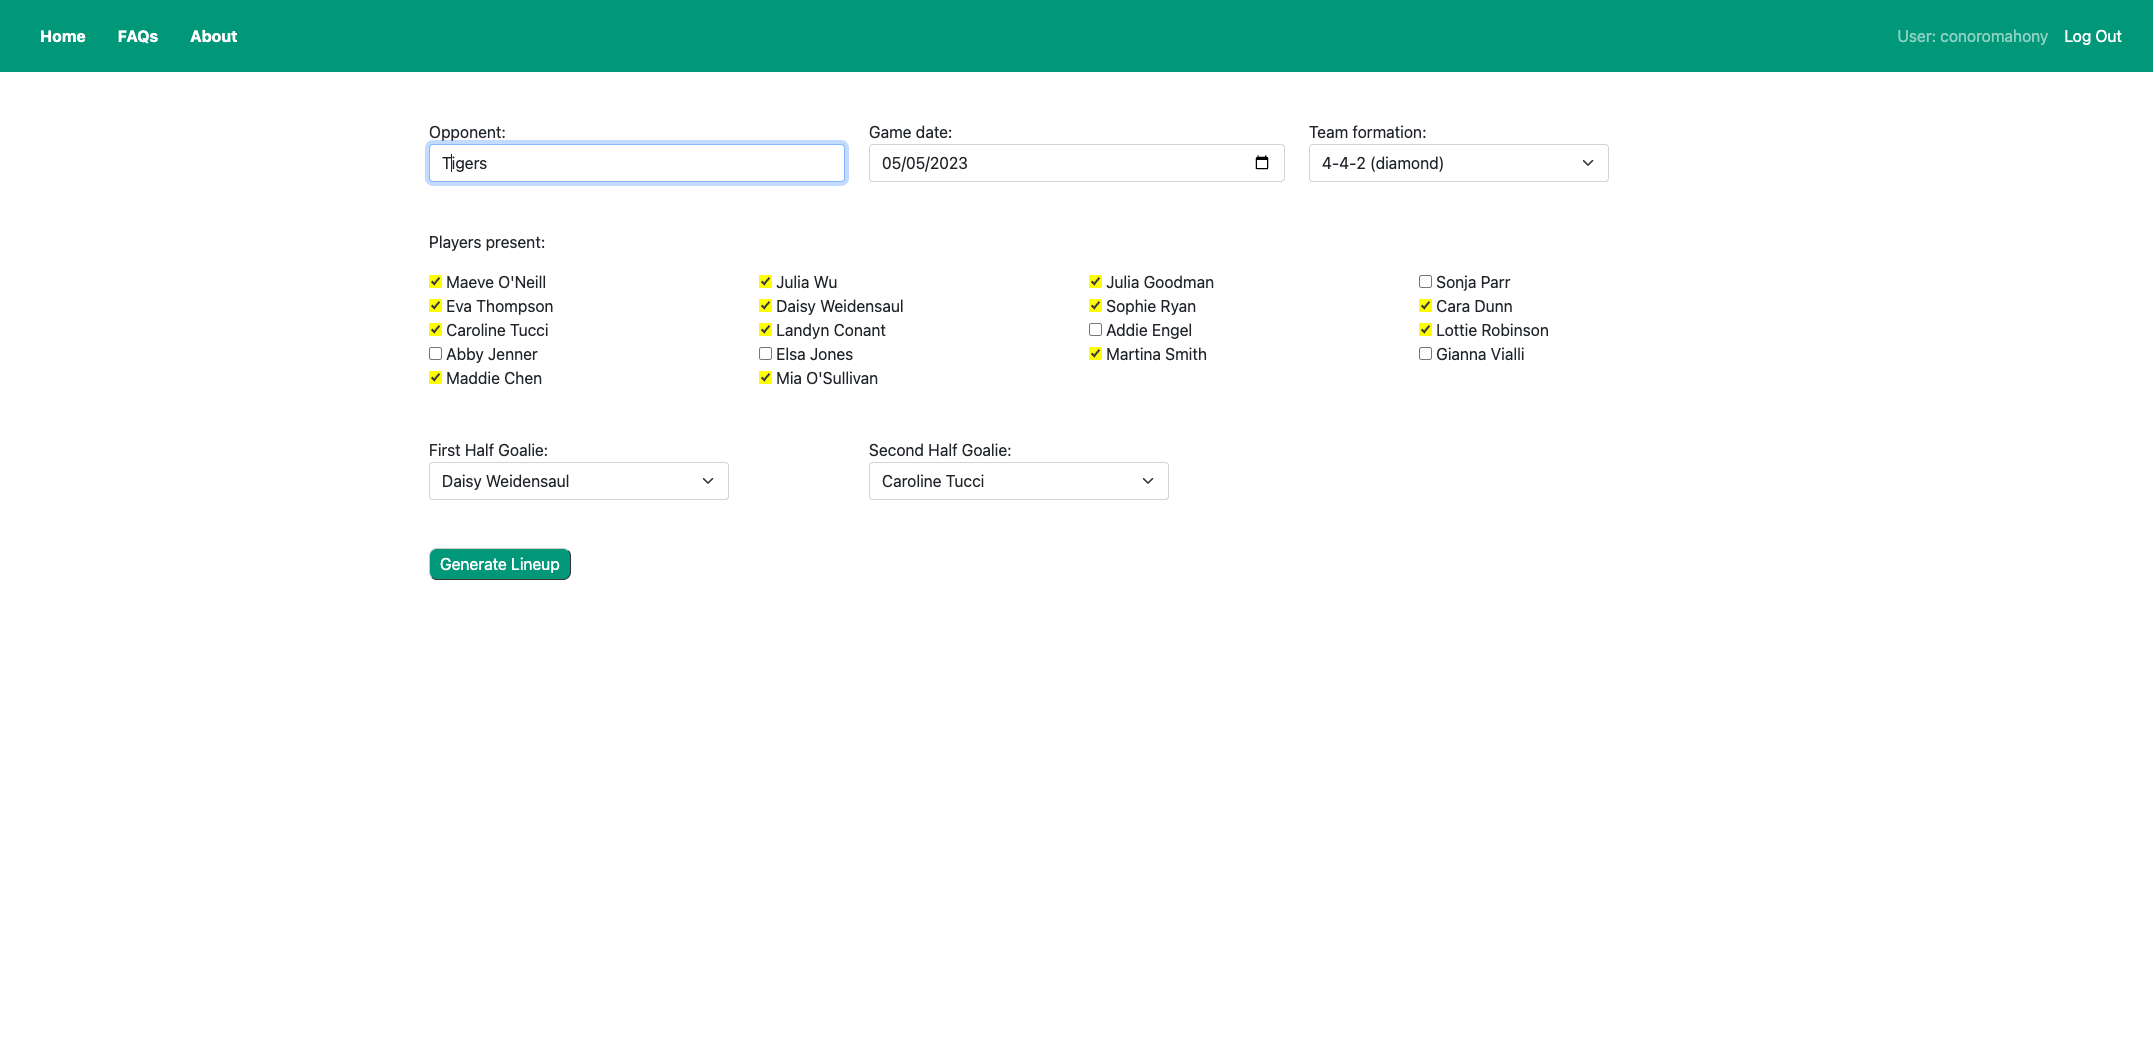 Home FAQs About User: conoromahony Log Out
Opponent: Game date: Team formation:
Tigers 05/05/2023 4-4-2 (diamond)
Players present:
Maeve O'Neill Julia Wu Julia Goodman Sonja Parr
Eva Thompson Daisy Weidensaul Sophie Ryan Cara Dunn
Caroline Tucci Landyn Conant Addie Engel Lottie Robinson
Abby Jenner Elsa Jones Martina Smith Gianna Vialli
Maddie Chen Mia O'Sullivan
First Half Goalie: Second Half Goalie:
Daisy Weidensaul Caroline Tucci
Generate Lineup